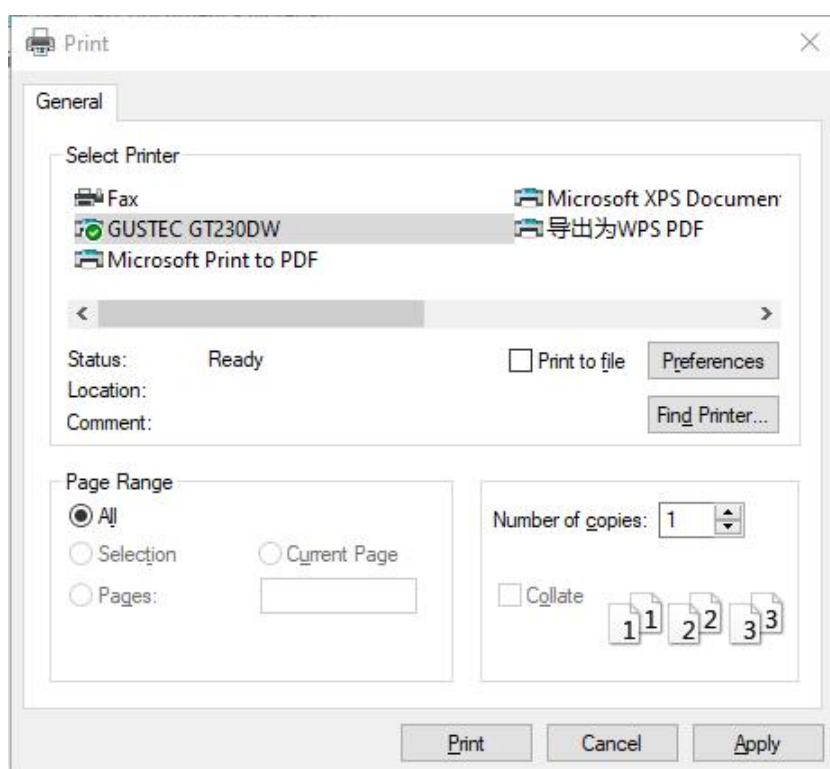 Print
General
Select Printer
Fax
GUSTEC GT230DW
Microsoft Print to PDF
Microsoft XPS Documen
导出为WPS PDF
Status: Ready
Location:
Comment:
Print to file
Preferences
Find Printer...
Page Range
All
Selection
Current Page
Pages:
Number of copies: 1
Collate
1 1 2 2 3 3
Print
Cancel
Apply